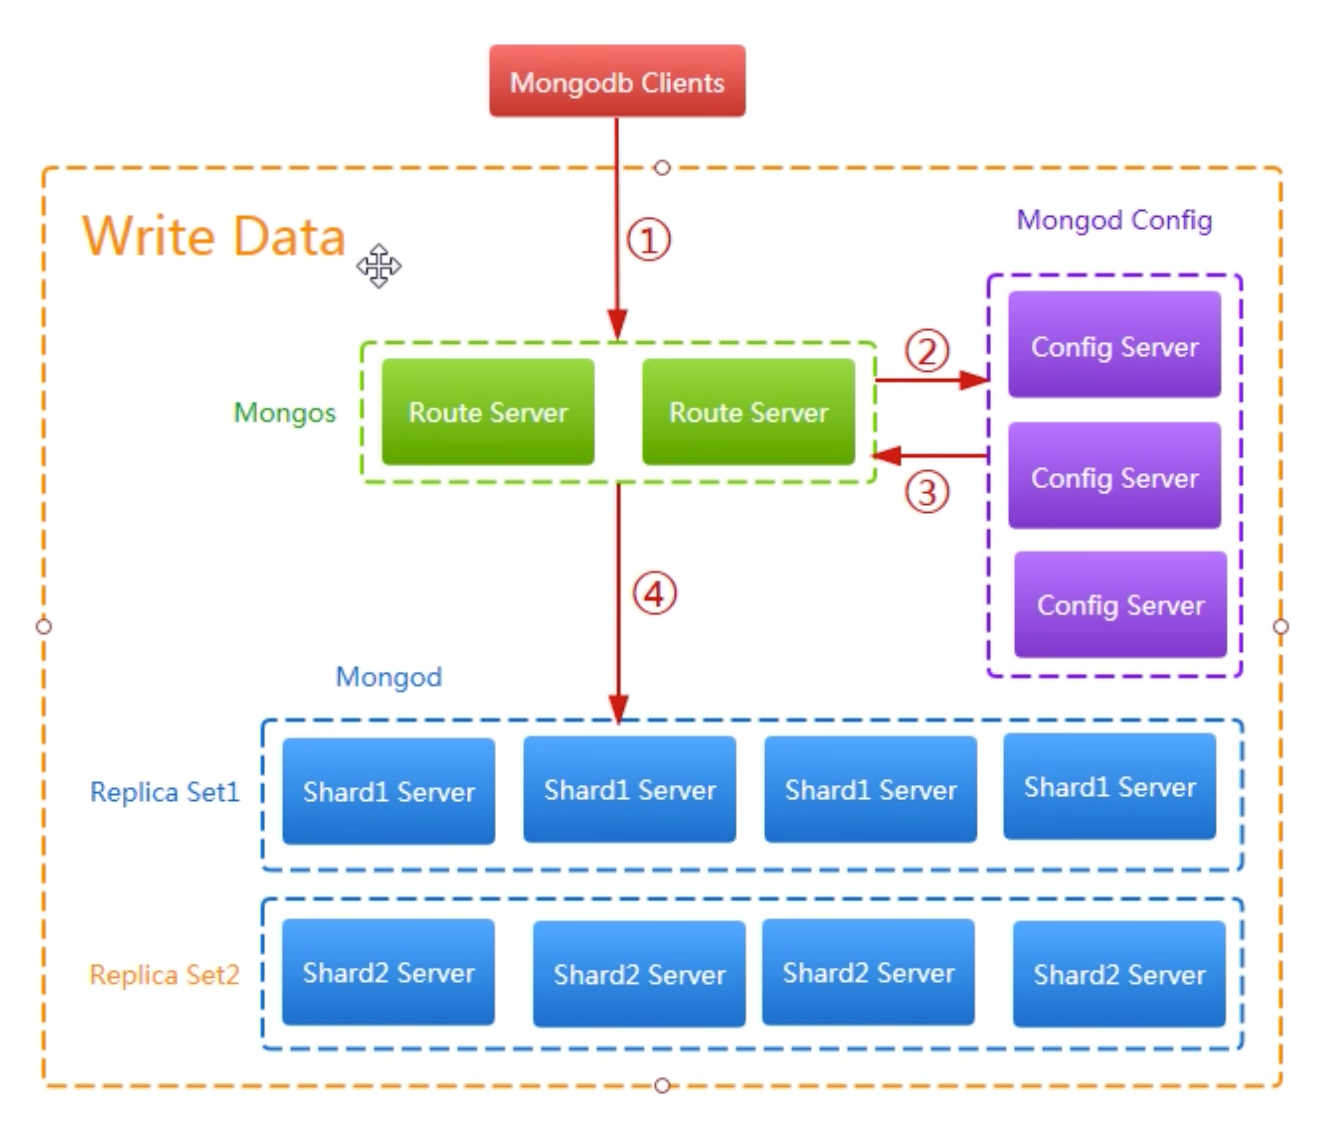 Mongodb Clients
Write Data
①
Mongod Config
Config Server
②
Mongos
Route Server
Route Server
Config Server
③
④
Config Server
Mongod
Replica Set1
Shard1 Server
Shard1 Server
Shard1 Server
Shard1 Server
Replica Set2
Shard2 Server
Shard2 Server
Shard2 Server
Shard2 Server